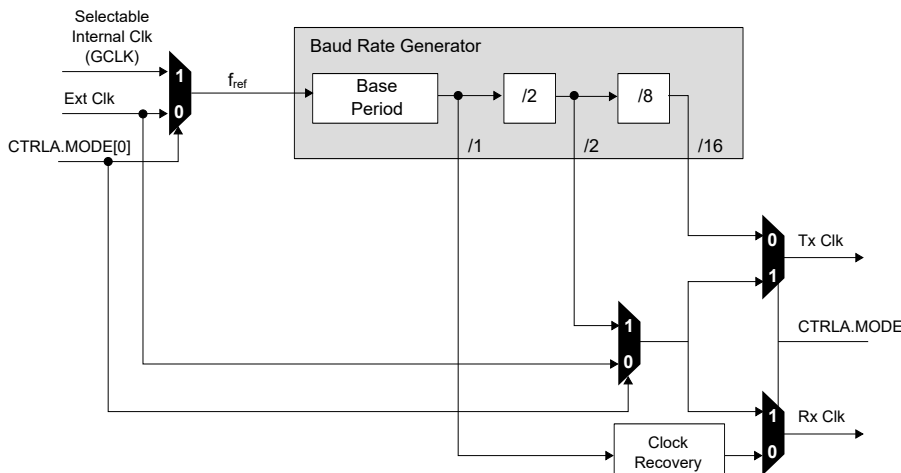 Selectable
Internal Clk
(GCLK)
Baud Rate Generator
1
fref
Base
Period
/2
/8
Ext Clk
0
CTRLA.MODE[0]
/1
/2
/16
0
Tx Clk
1
1
CTRLA.MODE
0
1
Rx Clk
Clock
Recovery
0